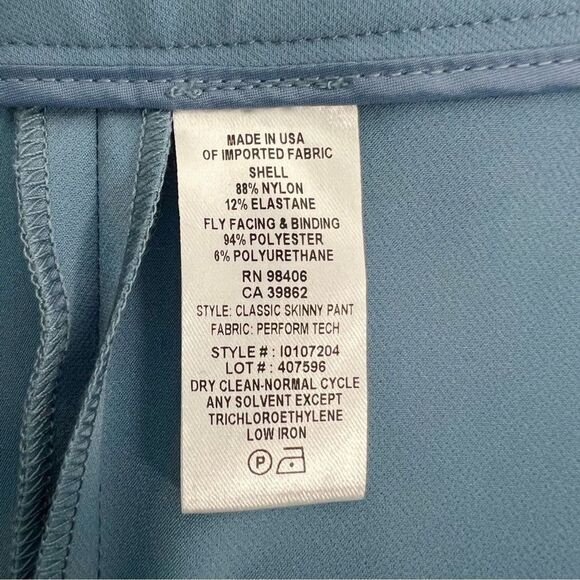 MADE IN USA
OF IMPORTED FABRIC
SHELL
88% NYLON
12% ELASTANE
FLY FACING & BINDING
94% POLYESTER
6% POLYURETHANE
RN 98406
CA 39862
STYLE: CLASSIC SKINNY PANT
FABRIC: PERFORM TECH
STYLE # : I0107204
LOT # : 407596
DRY CLEAN-NORMAL CYCLE
ANY SOLVENT EXCEPT
TRICHLOROETHYLENE
LOW IRON
P